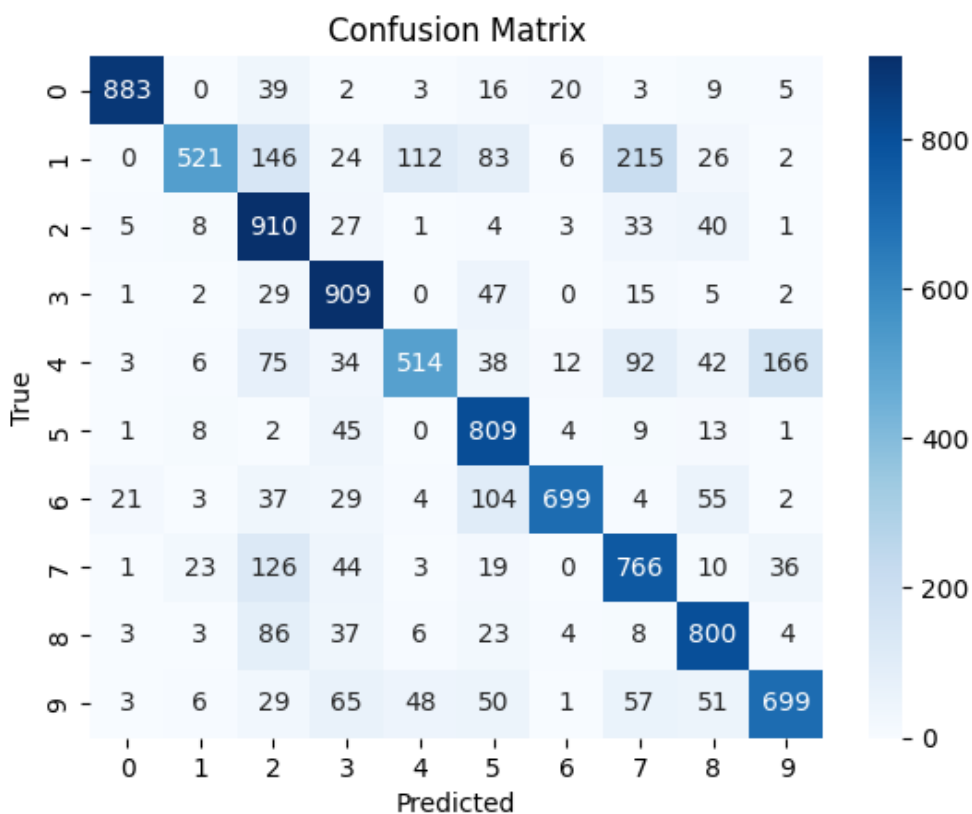 Confusion Matrix
0 883 0 39 2 3 16 20 3 9 5
1 0 521 146 24 112 83 6 215 26 2
2 5 8 910 27 1 4 3 33 40 1
3 1 2 29 909 0 47 0 15 5 2
4 3 6 75 34 514 38 12 92 42 166
5 1 8 2 45 0 809 4 9 13 1
6 21 3 37 29 4 104 699 4 55 2
7 1 23 126 44 3 19 0 766 10 36
8 3 3 86 37 6 23 4 8 800 4
9 3 6 29 65 48 50 1 57 51 699
0 1 2 3 4 5 6 7 8 9
Predicted
True
800
600
400
200
0